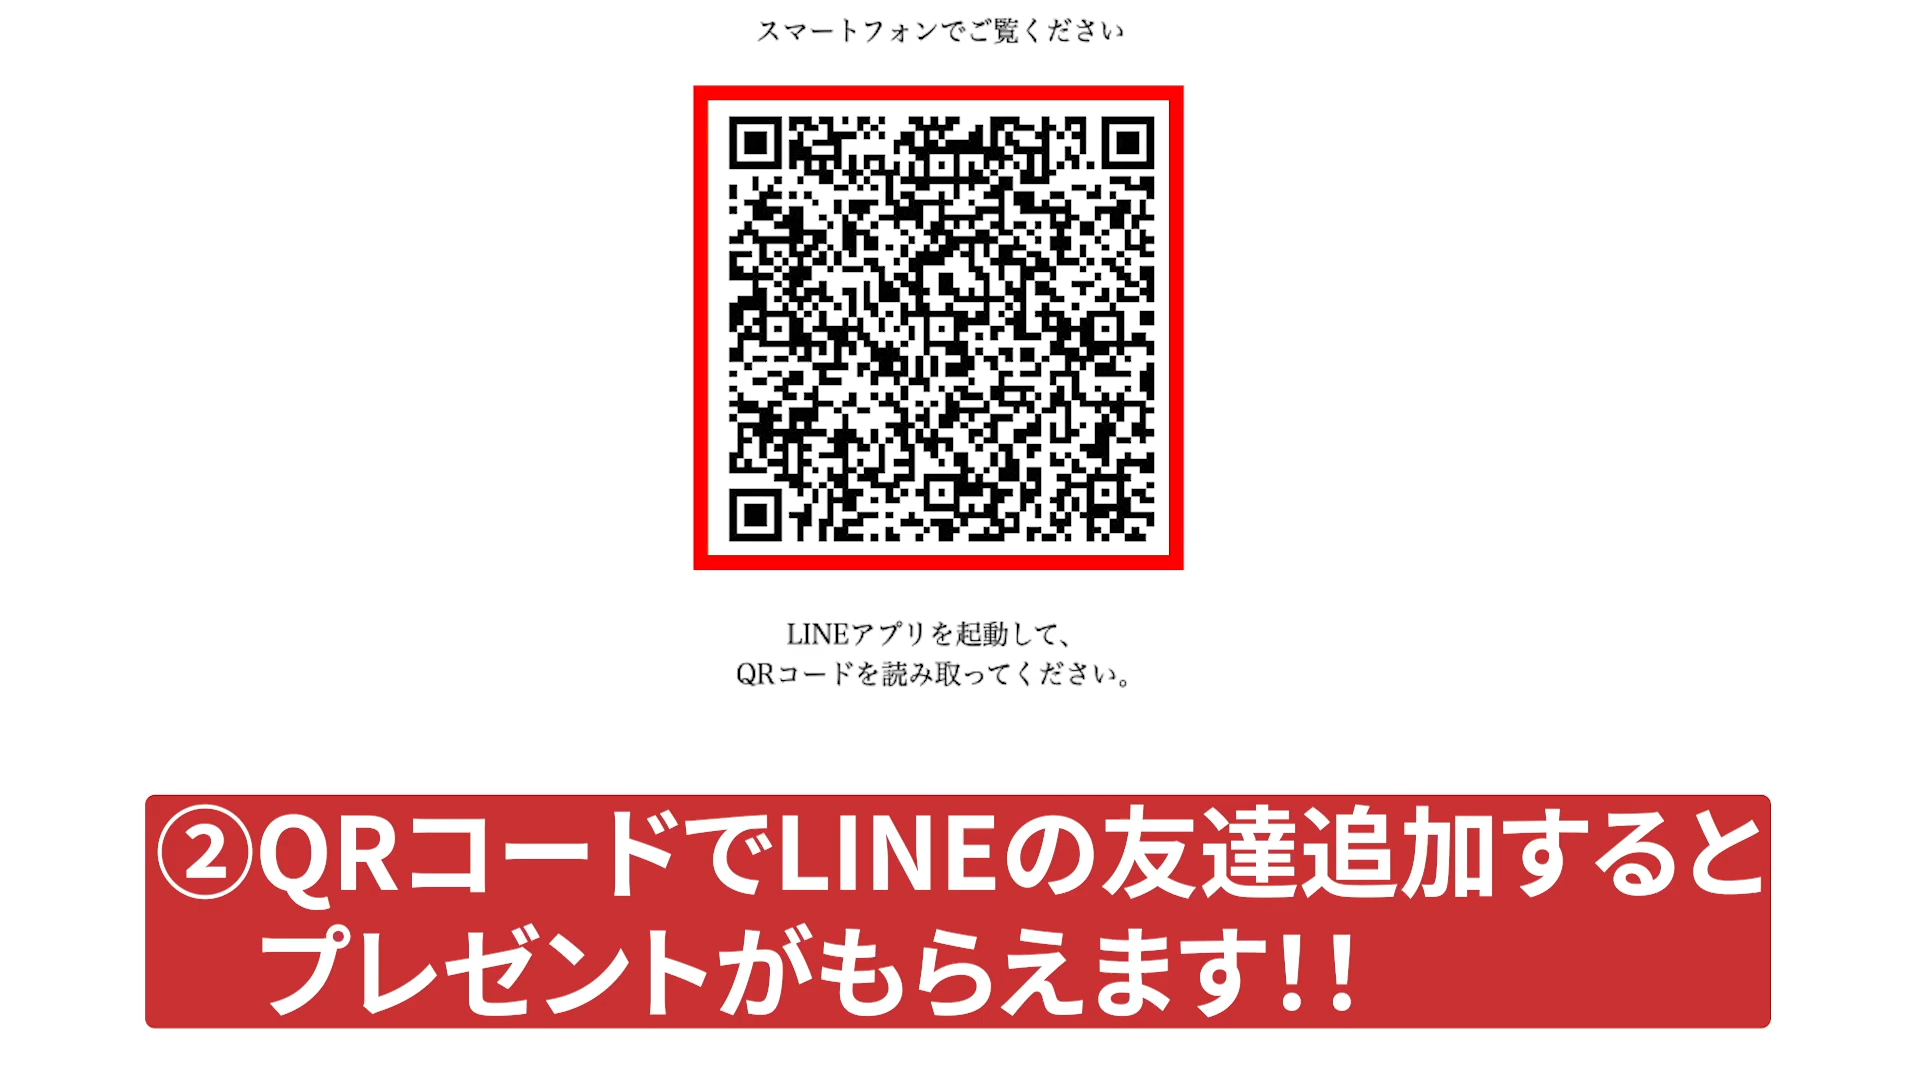 スマートフォンでご覧ください
LINEアプリを起動して、
QRコードを読み取ってください。
②QRコードでLINEの友達追加すると
プレゼントがもらえます!!